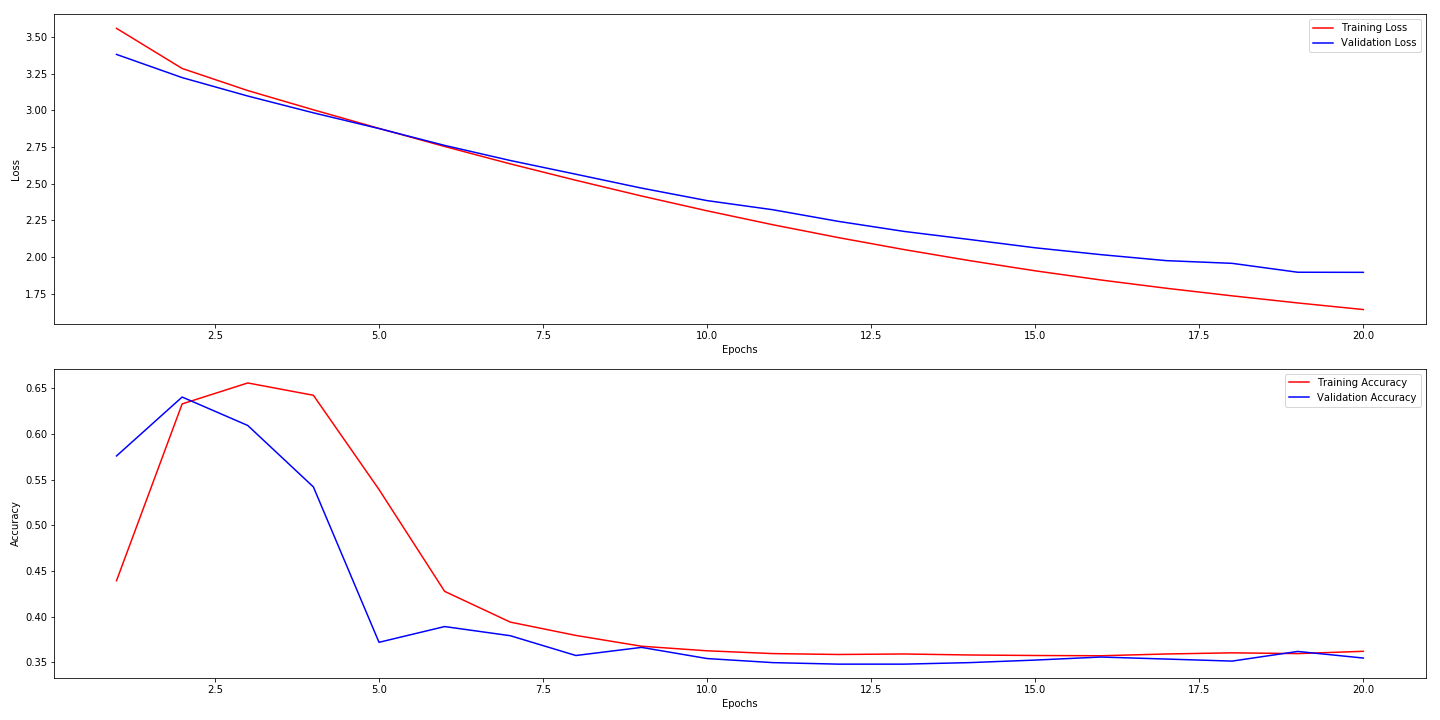 3.50
3.25
3.00
2.75
2.50
2.25
2.00
1.75
Loss
Training Loss
Validation Loss
2.5 5.0 7.5 10.0 12.5 15.0 17.5 20.0
Epochs
0.65
0.60
0.55
0.50
0.45
0.40
0.35
Accuracy
Training Accuracy
Validation Accuracy
2.5 5.0 7.5 10.0 12.5 15.0 17.5 20.0
Epochs